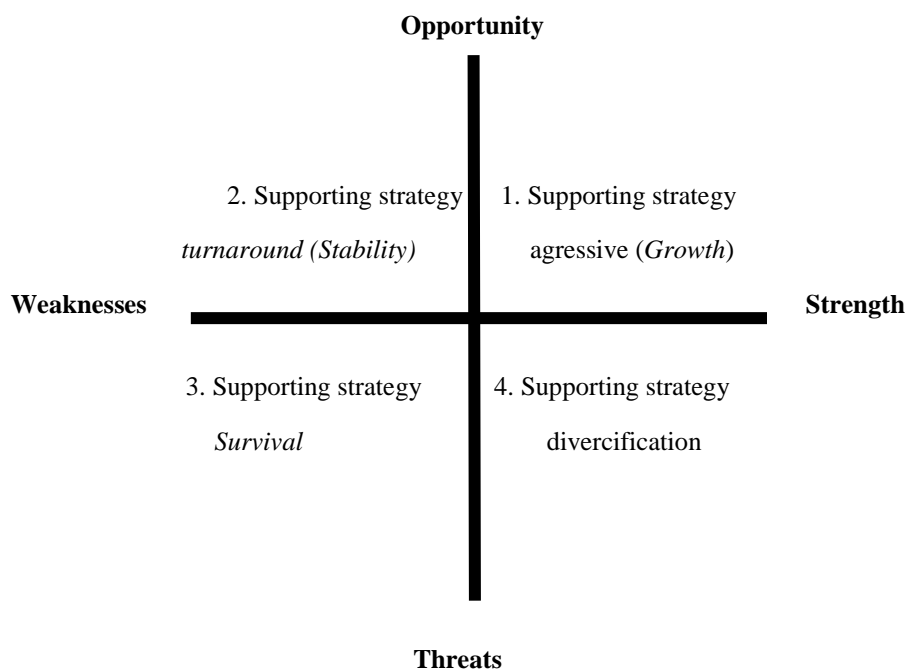 Opportunity
2. Supporting strategy
turnaround (Stability)
1. Supporting strategy
agressive (Growth)
Weaknesses
Strength
3. Supporting strategy
Survival
4. Supporting strategy
divercification
Threats